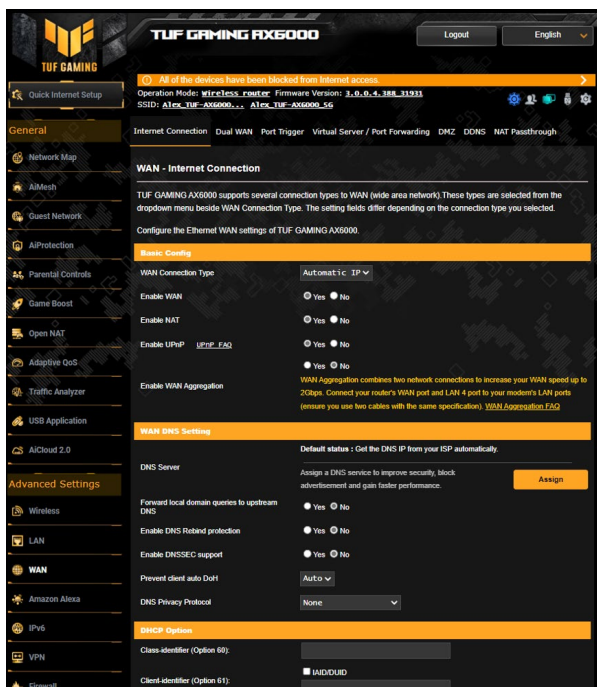 TUF GAMING AX6000
Logout
English
TUF GAMING
Quick Internet Setup
All of the devices have been blocked from Internet access.
Operation Mode: Wireless router Firmware Version: 3.0.0.4.388_31931
SSID: Alex_TUF-AX6000... Alex_TUF-AX6000_5G
General
Network Map
AiMesh
Guest Network
AiProtection
Parental Controls
Game Boost
Open NAT
Adaptive QoS
Traffic Analyzer
USB Application
AiCloud 2.0
Advanced Settings
Wireless
LAN
WAN
Amazon Alexa
IPv6
VPN
Firewall
Internet Connection Dual WAN Port Trigger Virtual Server / Port Forwarding DMZ DDNS NAT Passthrough
WAN - Internet Connection
TUF GAMING AX6000 supports several connection types to WAN (wide area network).These types are selected from the
dropdown menu beside WAN Connection Type. The setting fields differ depending on the connection type you selected.
Configure the Ethernet WAN settings of TUF GAMING AX6000.
Basic Config
WAN Connection Type Automatic IP
Enable WAN Yes No
Enable NAT Yes No
Enable UPnP UPnP FAQ Yes No
Yes No
Enable WAN Aggregation
WAN Aggregation combines two network connections to increase your WAN speed up to
2Gbps. Connect your router's WAN port and LAN 4 port to your modem's LAN ports
(ensure you use two cables with the same specification). WAN Aggregation FAQ
WAN DNS Setting
Default status : Get the DNS IP from your ISP automatically.
DNS Server
Assign a DNS service to improve security, block
advertisement and gain faster performance.
Assign
Forward local domain queries to upstream
DNS
Yes No
Enable DNS Rebind protection Yes No
Enable DNSSEC support Yes No
Prevent client auto DoH Auto
DNS Privacy Protocol None
DHCP Option
Class-identifier (Option 60):
IAID/DUID
Client-identifier (Option 61):